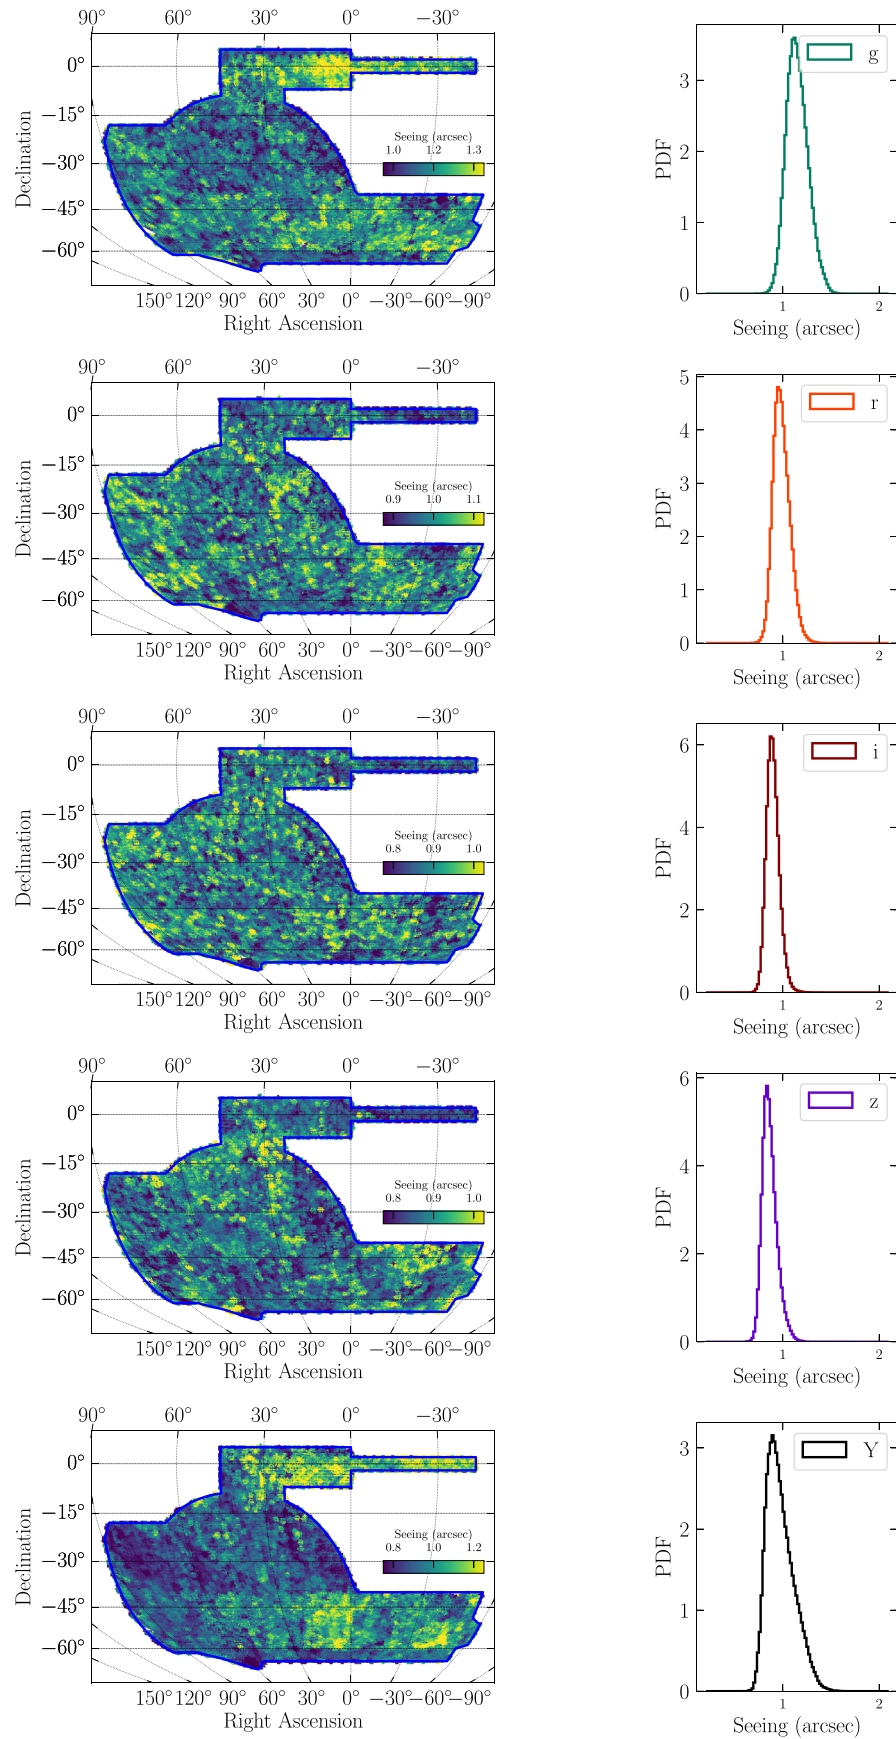 90° 30° 0° −30°
0°
−15°
−30°
−45°
−60°
Declination
Seeing (arcsec)
1.0 1.2 1.3
150° 120° 90° 60° 30° 0° −30° −60° −90°
Right Ascension
g
3
2
1
0
PDF
1 2
Seeing (arcsec)
90° 30° 0° −30°
0°
−15°
−30°
−45°
−60°
Declination
Seeing (arcsec)
0.9 1.0 1.1
150° 120° 90° 60° 30° 0° −30° −60° −90°
Right Ascension
r
5
4
3
2
1
0
PDF
1 2
Seeing (arcsec)
90° 30° 0° −30°
0°
−15°
−30°
−45°
−60°
Declination
Seeing (arcsec)
0.8 0.9 1.0
150° 120° 90° 60° 30° 0° −30° −60° −90°
Right Ascension
i
6
4
2
0
PDF
1 2
Seeing (arcsec)
90° 30° 0° −30°
0°
−15°
−30°
−45°
−60°
Declination
Seeing (arcsec)
0.8 0.9 1.0
150° 120° 90° 60° 30° 0° −30° −60° −90°
Right Ascension
z
6
4
2
0
PDF
1 2
Seeing (arcsec)
90° 30° 0° −30°
0°
−15°
−30°
−45°
−60°
Declination
Seeing (arcsec)
0.8 1.0 1.2
150° 120° 90° 60° 30° 0° −30° −60° −90°
Right Ascension
Y
3
2
1
0
PDF
1 2
Seeing (arcsec)